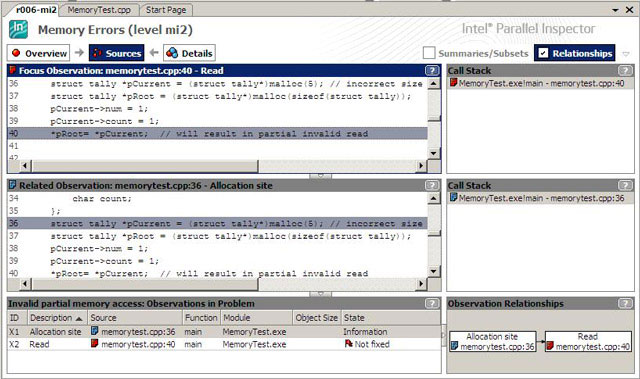 r006-mi2 MemoryTest.cpp Start Page
in
Memory Errors (level mi2)
Intel® Parallel Inspector
Overview Sources Details Summaries/Subsets Relationships
Focus Observation: memorytest.cpp:40 - Read ?
36 struct tally *pCurrent = (struct tally*)malloc(5); // incorrect size
37 struct tally *pRoot = (struct tally*)malloc(sizeof(struct tally));
38 pCurrent->num = 1;
39 pCurrent->count = 1;
40 *pRoot= *pCurrent; // will result in partial invalid read
41
42
Call Stack ?
MemoryTest.exe!main - memorytest.cpp:40
Related Observation: memorytest.cpp:36 - Allocation site ?
34 char count;
35 };
36 struct tally *pCurrent = (struct tally*)malloc(5); // incorrect size
37 struct tally *pRoot = (struct tally*)malloc(sizeof(struct tally));
38 pCurrent->num = 1;
39 pCurrent->count = 1;
40 *pRoot= *pCurrent; // will result in partial invalid read
Call Stack ?
MemoryTest.exe!main - memorytest.cpp:36
Invalid partial memory access: Observations in Problem ?
ID Description Source Function Module Object Size State
X1 Allocation site memorytest.cpp:36 main MemoryTest.exe Information
X2 Read memorytest.cpp:40 main MemoryTest.exe Not fixed
Observation Relationships ?
Allocation site
memorytest.cpp:36
Read
memorytest.cpp:40